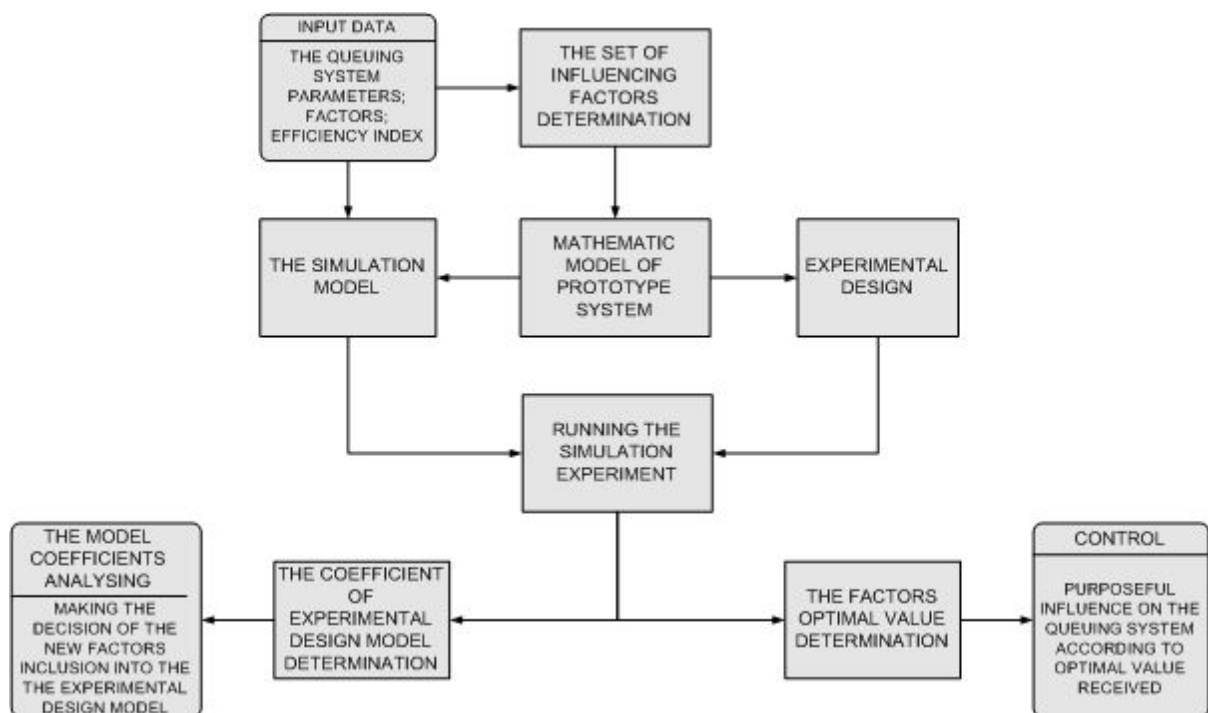 INPUT DATA
THE QUEUING
SYSTEM
PARAMETERS;
FACTORS;
EFFICIENCY INDEX
THE SET OF
INFLUENCING
FACTORS
DETERMINATION
THE SIMULATION
MODEL
MATHEMATIC
MODEL OF
PROTOTYPE
SYSTEM
EXPERIMENTAL
DESIGN
RUNNING THE
SIMULATION
EXPERIMENT
THE MODEL
COEFFICIENTS
ANALYSING
MAKING THE
DECISION OF THE
NEW FACTORS
INCLUSION INTO THE
THE EXPERIMENTAL
DESIGN MODEL
THE COEFFICIENT
OF
EXPERIMENTAL
DESIGN MODEL
DETERMINATION
THE FACTORS
OPTIMAL VALUE
DETERMINATION
CONTROL
PURPOSEFUL
INFLUENCE ON THE
QUEUING SYSTEM
ACCORDING TO
OPTIMAL VALUE
RECEIVED